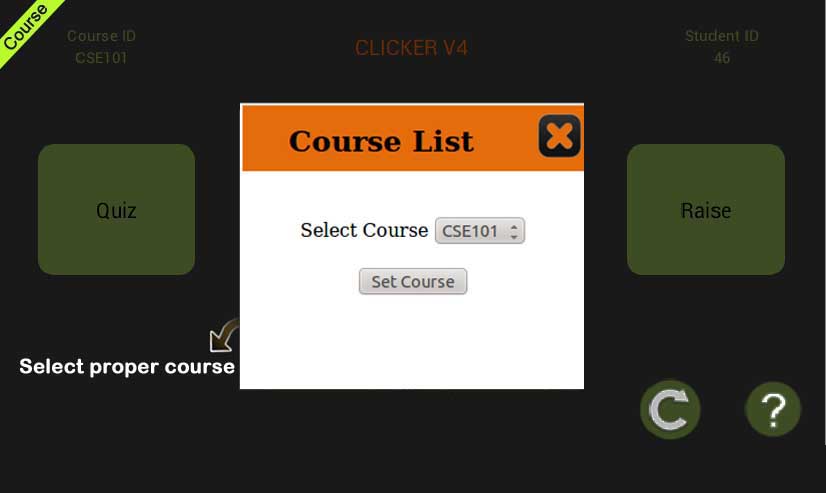 Course
Course ID
CSE101
CLICKER V4
Student ID
46
Course List
Quiz
Raise
Select Course CSE101
Set Course
Select proper course
?